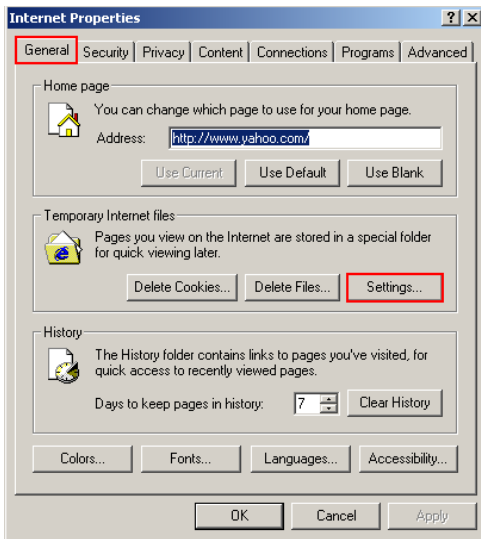 Internet Properties
? X
General Security Privacy Content Connections Programs Advanced
Home page
You can change which page to use for your home page.
Address: http://www.yahoo.com/
Use Current Use Default Use Blank
Temporary Internet files
Pages you view on the Internet are stored in a special folder
for quick viewing later.
Delete Cookies... Delete Files... Settings...
History
The History folder contains links to pages you've visited, for
quick access to recently viewed pages.
Days to keep pages in history: 7 Clear History
Colors... Fonts... Languages... Accessibility...
OK Cancel Apply